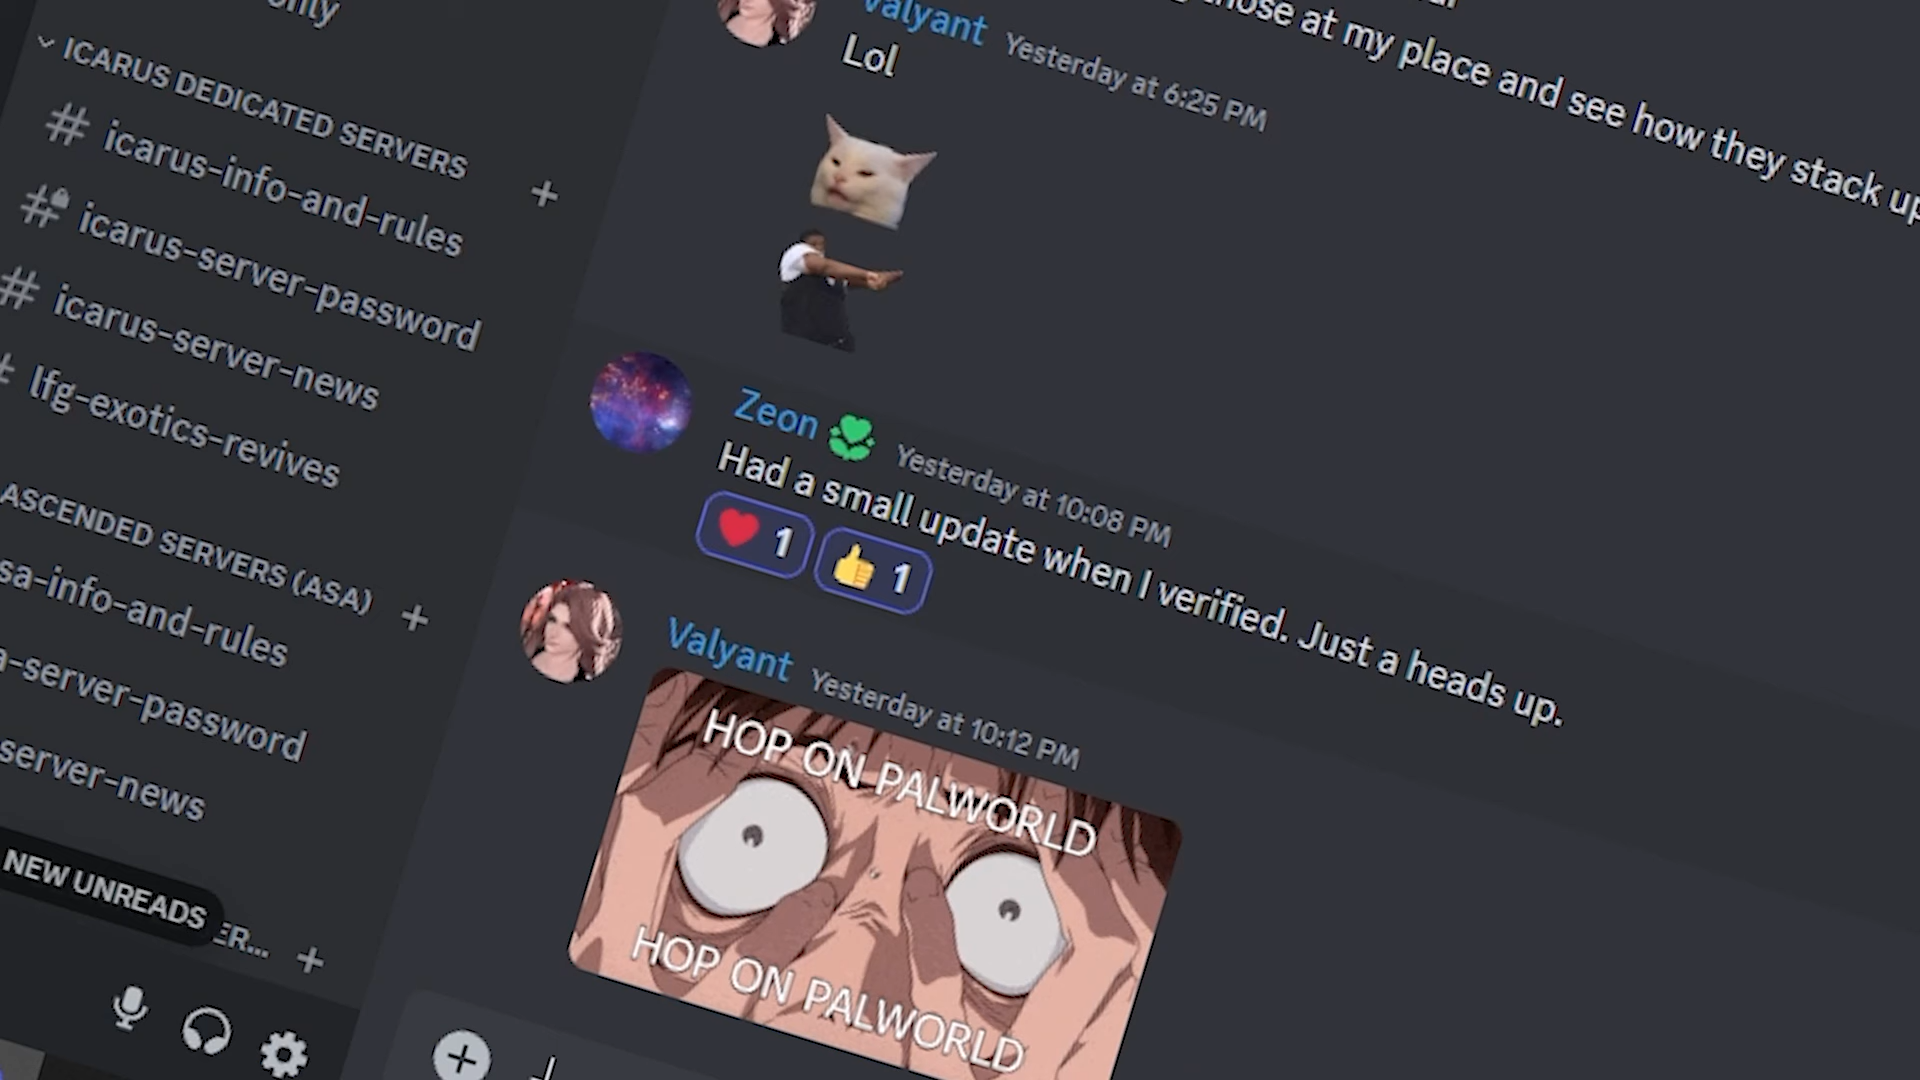 only
ICARUS DEDICATED SERVERS
icarus-info-and-rules
icarus-server-password
icarus-server-news
lfg-exotics-revives
ASCENDED SERVERS (ASA)
-info-and-rules
-server-password
server-news
NEW UNREADS
ER...
those at my place and see how they stack up
Valyant Yesterday at 6:25 PM
Lol
Zeon Yesterday at 10:08 PM
Had a small update when I verified. Just a heads up.
1 1
Valyant Yesterday at 10:12 PM
HOP ON PALWORLD
HOP ON PALWORLD